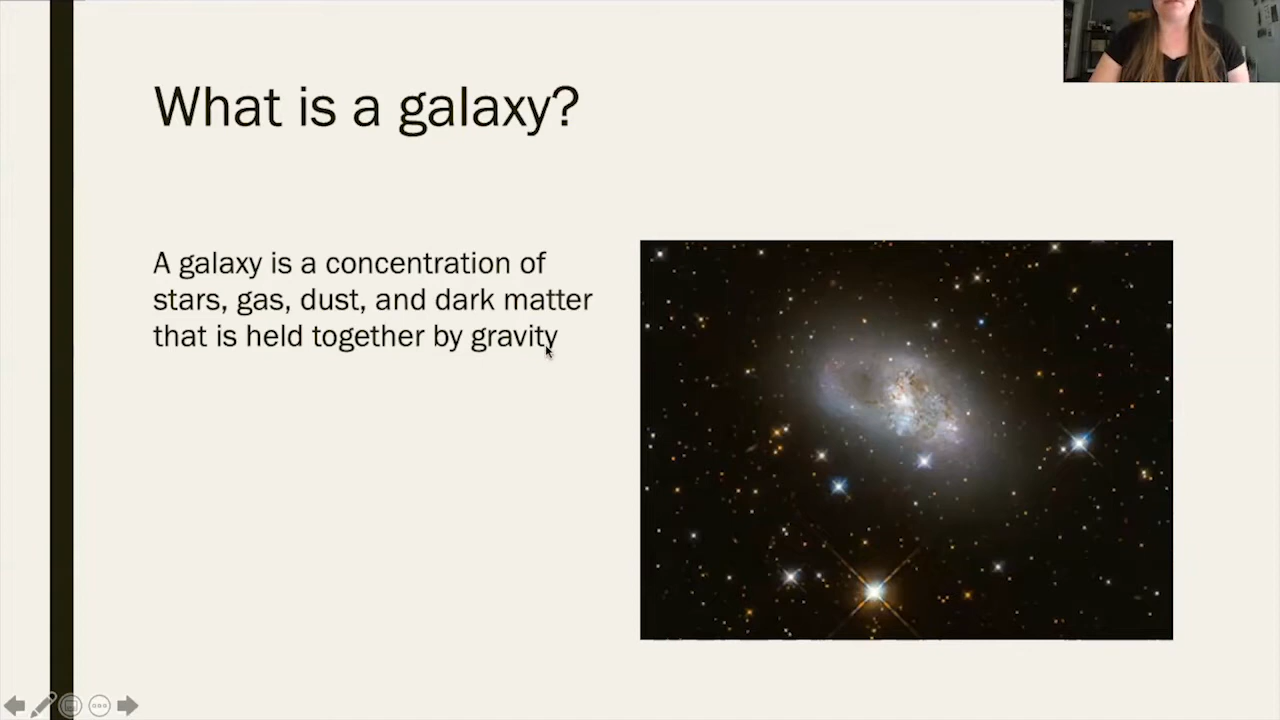 What is a galaxy?
A galaxy is a concentration of
stars, gas, dust, and dark matter
that is held together by gravity